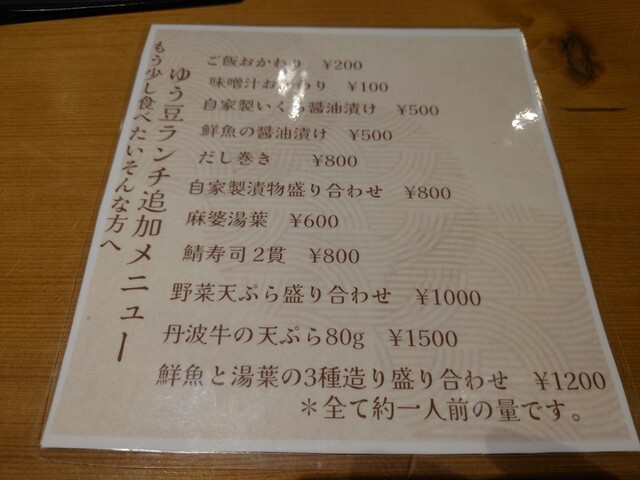 もう少し食べたいそんな方へ
ゆう豆ランチ追加メニュー
ご飯おかわり ¥200
味噌汁おかわり ¥100
自家製いくら醤油漬け ¥500
鮮魚の醤油漬け ¥500
だし巻き ¥800
自家製漬物盛り合わせ ¥800
麻婆湯葉 ¥600
鯖寿司2貫 ¥800
野菜天ぷら盛り合わせ ¥1000
丹波牛の天ぷら80g ¥1500
鮮魚と湯葉の3種造り盛り合わせ ¥1200
＊全て約一人前の量です。